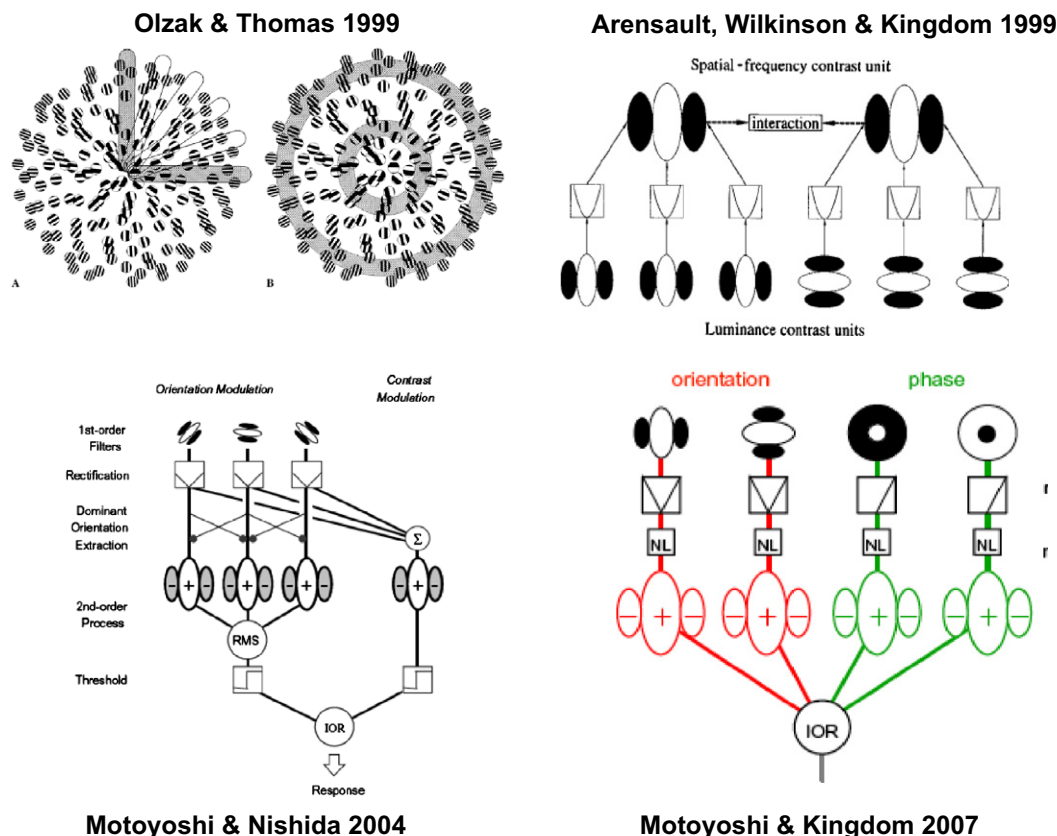 Olzak & Thomas 1999
A
B
Arensault, Wilkinson & Kingdom 1999
Spatial-frequency contrast unit
interaction
Luminance contrast units
Orientation Modulation
Contrast
Modulation
1st-order
Filters
Rectification
Dominant
Orientation
Extraction
Σ
- + - - + - - + - - + -
2nd-order
Process
RMS
Threshold
IOR
Response
Motoyoshi & Nishida 2004
orientation
phase
r
NL NL NL NL
r
− + − − + − − + − − + −
IOR
Motoyoshi & Kingdom 2007